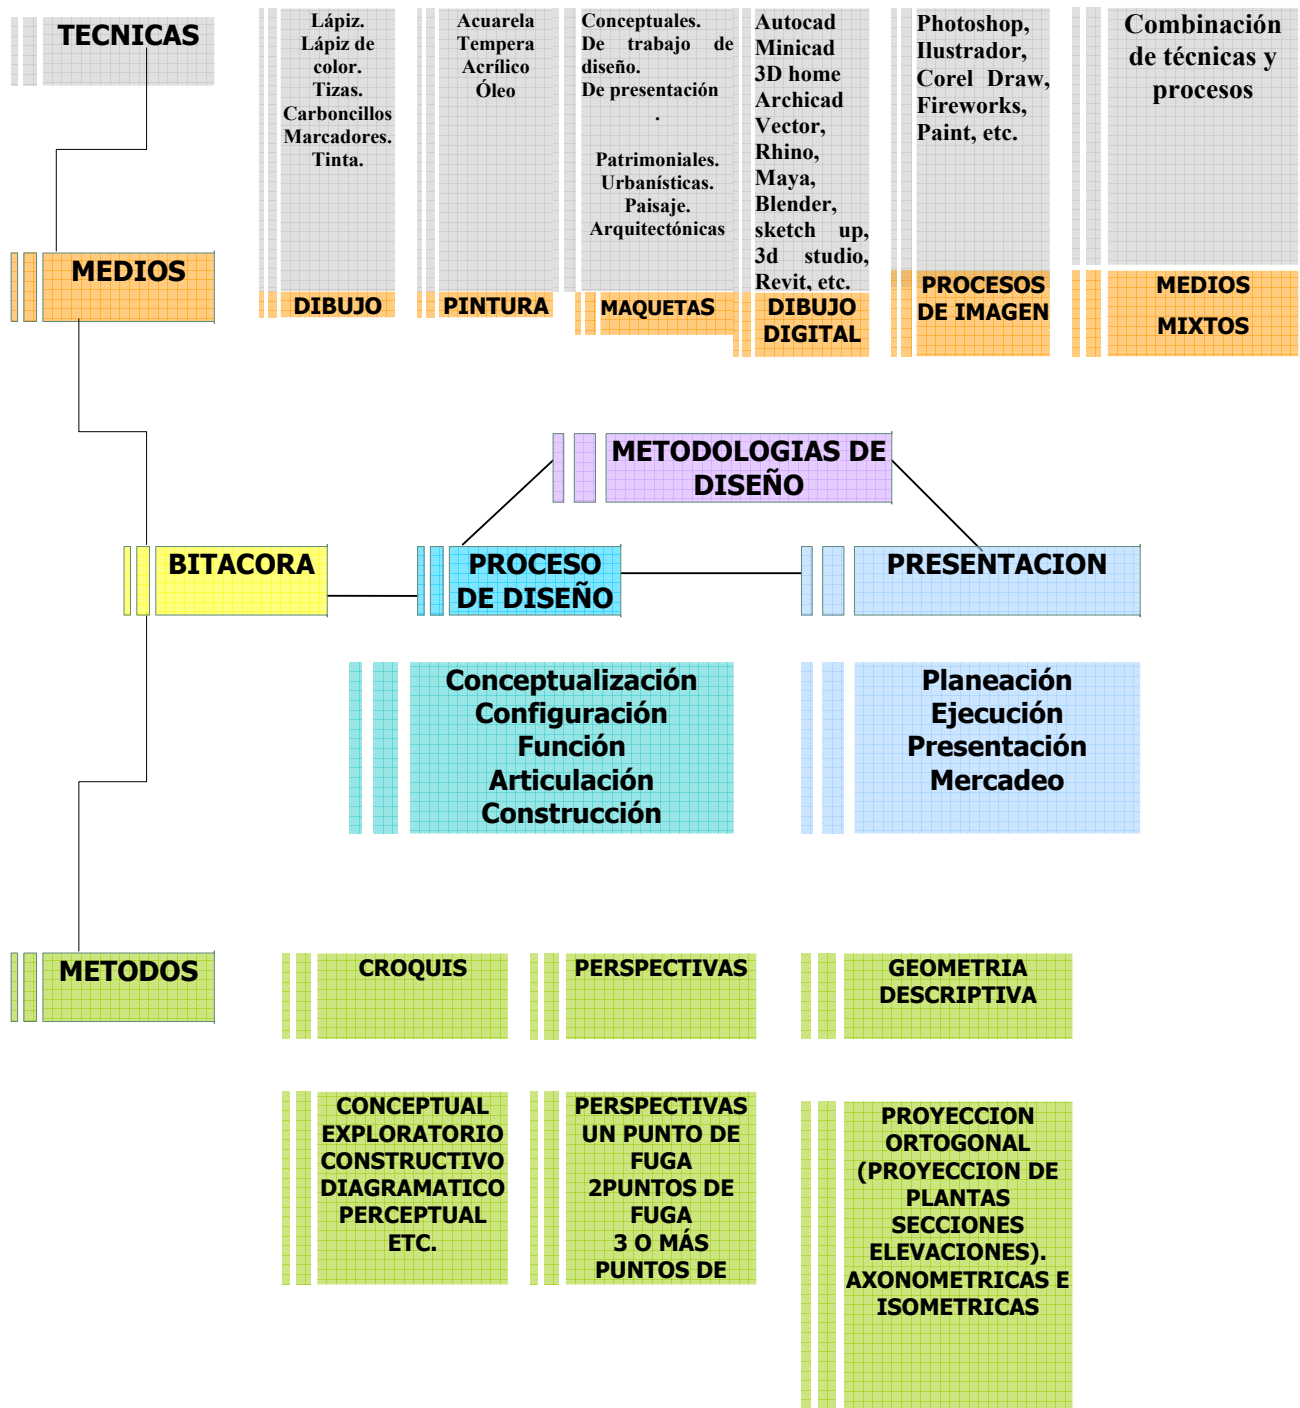 TECNICAS
Lápiz.
Lápiz de
color.
Tizas.
Carboncillos
Marcadores.
Tinta.
Acuarela
Tempera
Acrílico
Óleo
Conceptuales.
De trabajo de
diseño.
De presentación
.
Patrimoniales.
Urbanísticas.
Paisaje.
Arquitectónicas
Autocad
Minicad
3D home
Archicad
Vector,
Rhino,
Maya,
Blender,
sketch up,
3d studio,
Revit, etc.
Photoshop,
Ilustrador,
Corel Draw,
Fireworks,
Paint, etc.
Combinación
de técnicas y
procesos
MEDIOS
DIBUJO
PINTURA
MAQUETAS
DIBUJO
DIGITAL
PROCESOS
DE IMAGEN
MEDIOS
MIXTOS
METODOLOGIAS DE
DISEÑO
BITACORA
PROCESO
DE DISEÑO
PRESENTACION
Conceptualización
Configuración
Función
Articulación
Construcción
Planeación
Ejecución
Presentación
Mercadeo
METODOS
CROQUIS
PERSPECTIVAS
GEOMETRIA
DESCRIPTIVA
CONCEPTUAL
EXPLORATORIO
CONSTRUCTIVO
DIAGRAMATICO
PERCEPTUAL
ETC.
PERSPECTIVAS
UN PUNTO DE
FUGA
2PUNTOS DE
FUGA
3 O MÁS
PUNTOS DE
PROYECCION
ORTOGONAL
(PROYECCION DE
PLANTAS
SECCIONES
ELEVACIONES).
AXONOMETRICAS E
ISOMETRICAS